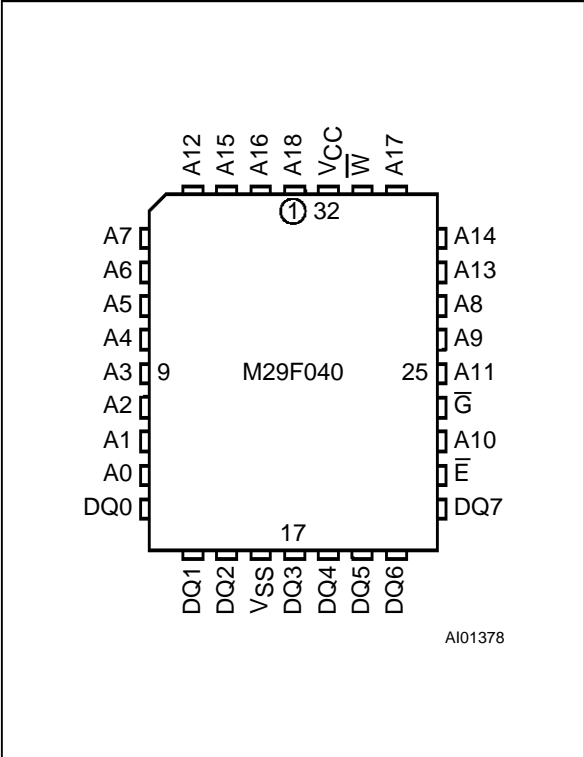 A12 A15 A16 A18 VCC W̅ A17
1 32
A7 A14
A6 A13
A5 A8
A4 A9
A3 9 M29F040 25 A11
A2 G̅
A1 A10
A0 E̅
DQ0 DQ7
17
DQ1 DQ2 VSS DQ3 DQ4 DQ5 DQ6
AI01378